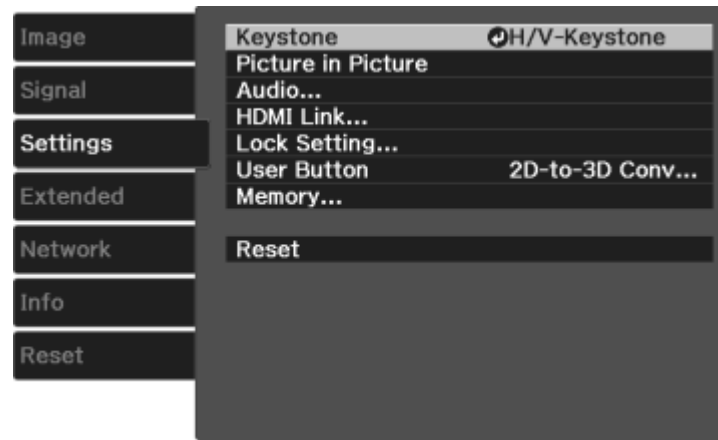 Image
Signal
Settings
Extended
Network
Info
Reset
Keystone H/V-Keystone
Picture in Picture
Audio...
HDMI Link...
Lock Setting...
User Button 2D-to-3D Conv...
Memory...
Reset